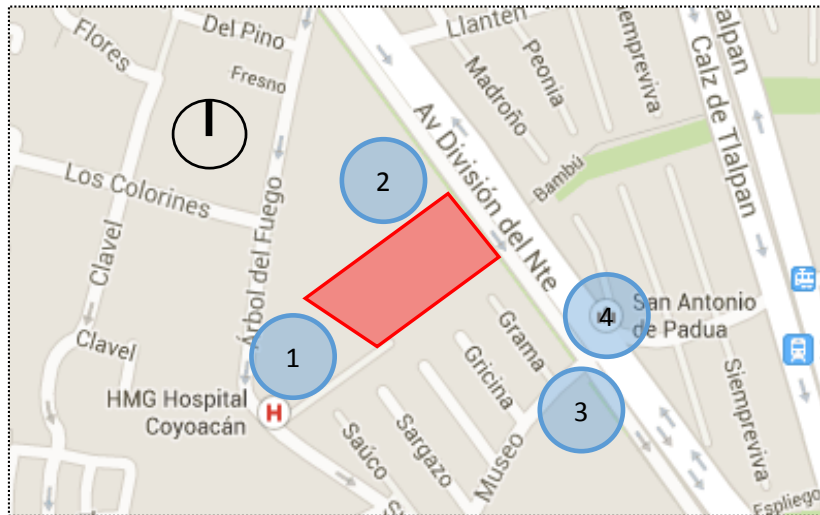 Del Pino
Llanten
Flores
Fresno
Madroño
Peonia
Siempreviva
Calz de Tlalpan
Tlalpan
Av División del Nte
Bambú
2
Los Colorines
Clavel
Árbol del Fuego
4
San Antonio
de Padua
Clavel
1
Grama
Gricina
HMG Hospital
Coyoacán
H
3
Siempreviva
Saúco
Sargazo
Museo
Espliego